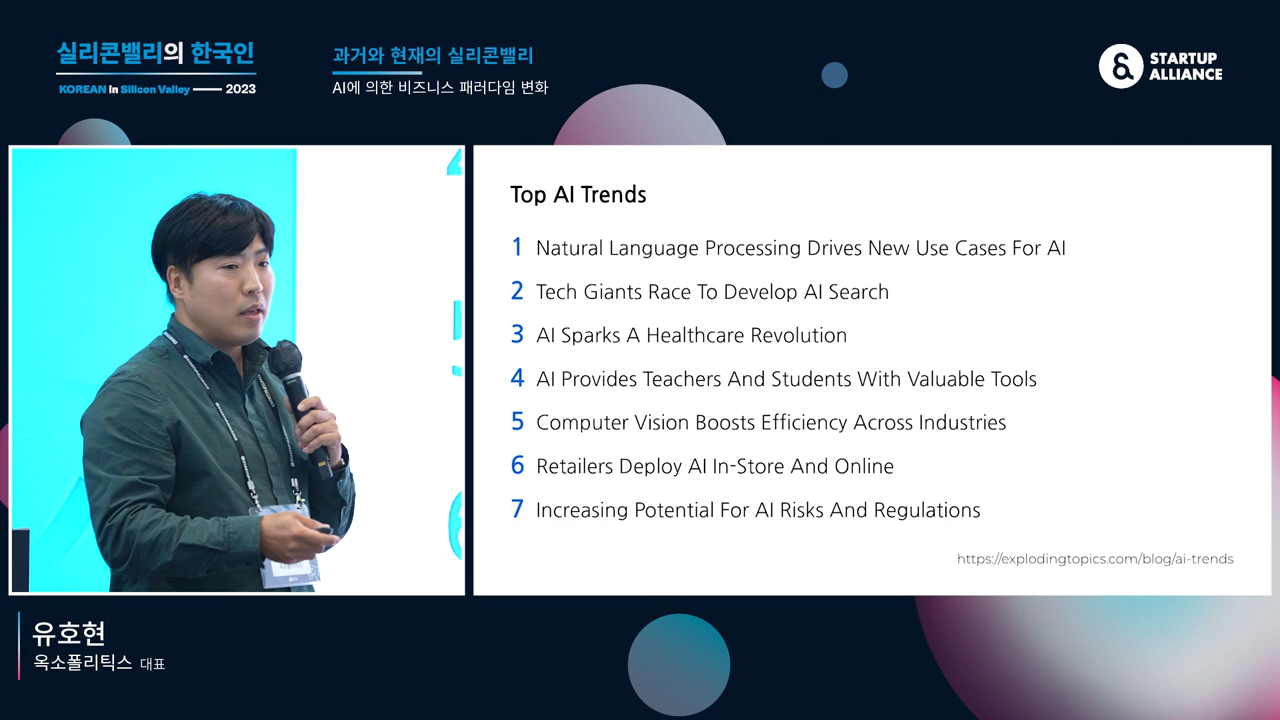 실리콘밸리의 한국인
KOREAN in Silicon Valley 2023
과거와 현재의 실리콘밸리
AI에 의한 비즈니스 패러다임 변화
STARTUP
ALLIANCE
Top AI Trends
1 Natural Language Processing Drives New Use Cases For AI
2 Tech Giants Race To Develop AI Search
3 AI Sparks A Healthcare Revolution
4 AI Provides Teachers And Students With Valuable Tools
5 Computer Vision Boosts Efficiency Across Industries
6 Retailers Deploy AI In-Store And Online
7 Increasing Potential For AI Risks And Regulations
https://explodingtopics.com/blog/ai-trends
유호현
옥소폴리틱스 대표